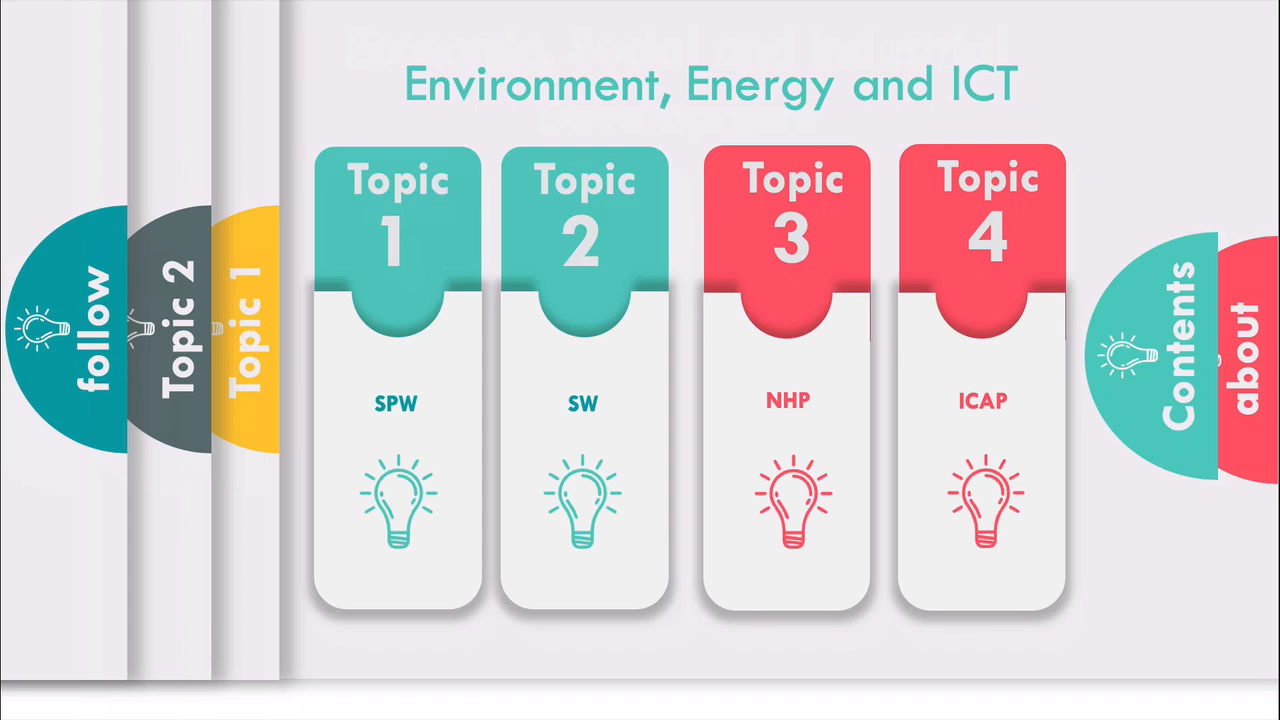 Environment, Energy and ICT
follow
Topic 2
Topic 1
Topic
1
Topic
2
Topic
3
Topic
4
SPW
SW
NHP
ICAP
Contents
about